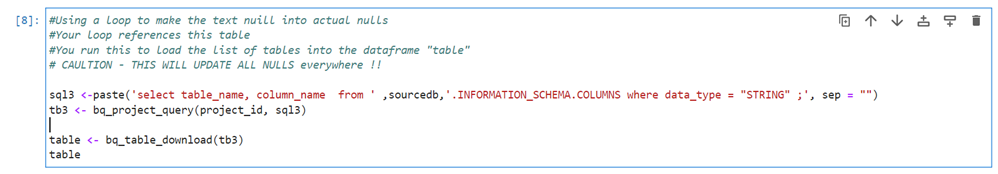 [8]: #Using a loop to make the text nuill into actual nulls
#Your loop references this table
#You run this to load the list of tables into the dataframe "table"
# CAULTION - THIS WILL UPDATE ALL NULLS everywhere !!
sql3 <-paste('select table_name, column_name  from ' ,sourcedb,'.INFORMATION_SCHEMA.COLUMNS where data_type = "STRING" ;', sep = "")
tb3 <- bq_project_query(project_id, sql3)
table <- bq_table_download(tb3)
table